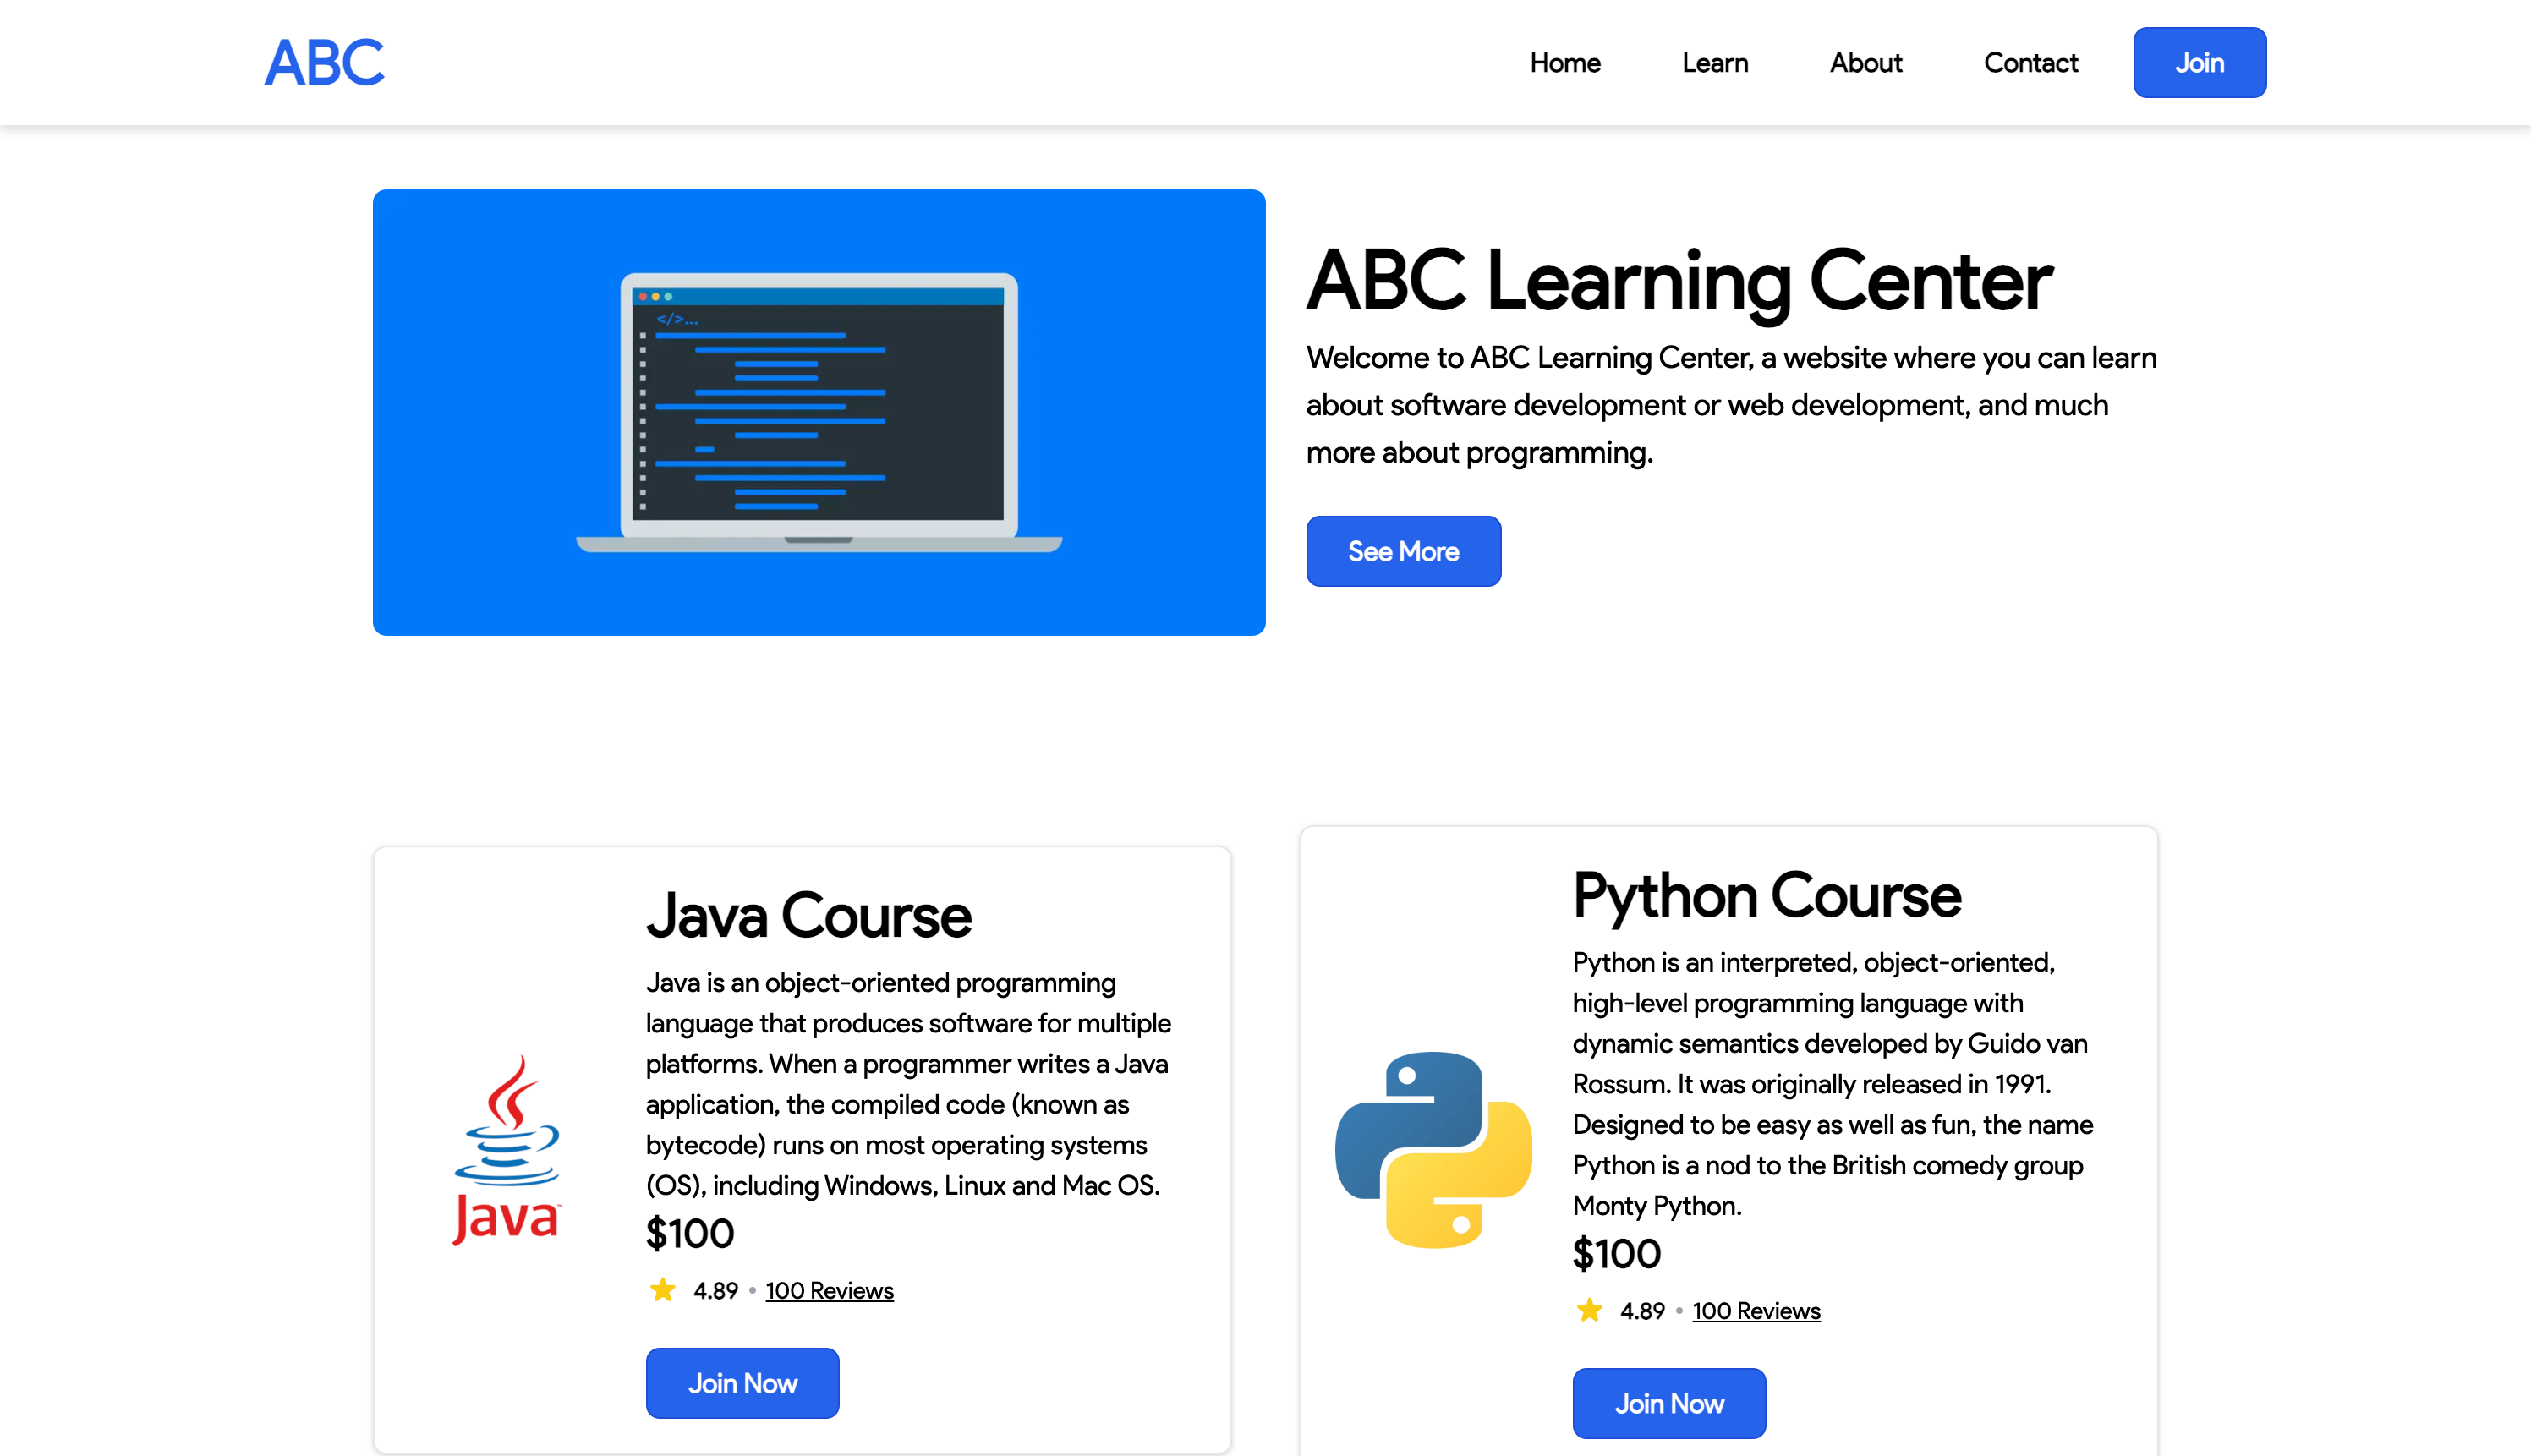 ABC
Home
Learn
About
Contact
Join
</>...
ABC Learning Center
Welcome to ABC Learning Center, a website where you can learn
about software development or web development, and much
more about programming.
See More
Java Course
Java is an object-oriented programming
language that produces software for multiple
platforms. When a programmer writes a Java
application, the compiled code (known as
bytecode) runs on most operating systems
(OS), including Windows, Linux and Mac OS.
$100
4.89 • 100 Reviews
Join Now
Java™
Python Course
Python is an interpreted, object-oriented,
high-level programming language with
dynamic semantics developed by Guido van
Rossum. It was originally released in 1991.
Designed to be easy as well as fun, the name
Python is a nod to the British comedy group
Monty Python.
$100
4.89 • 100 Reviews
Join Now